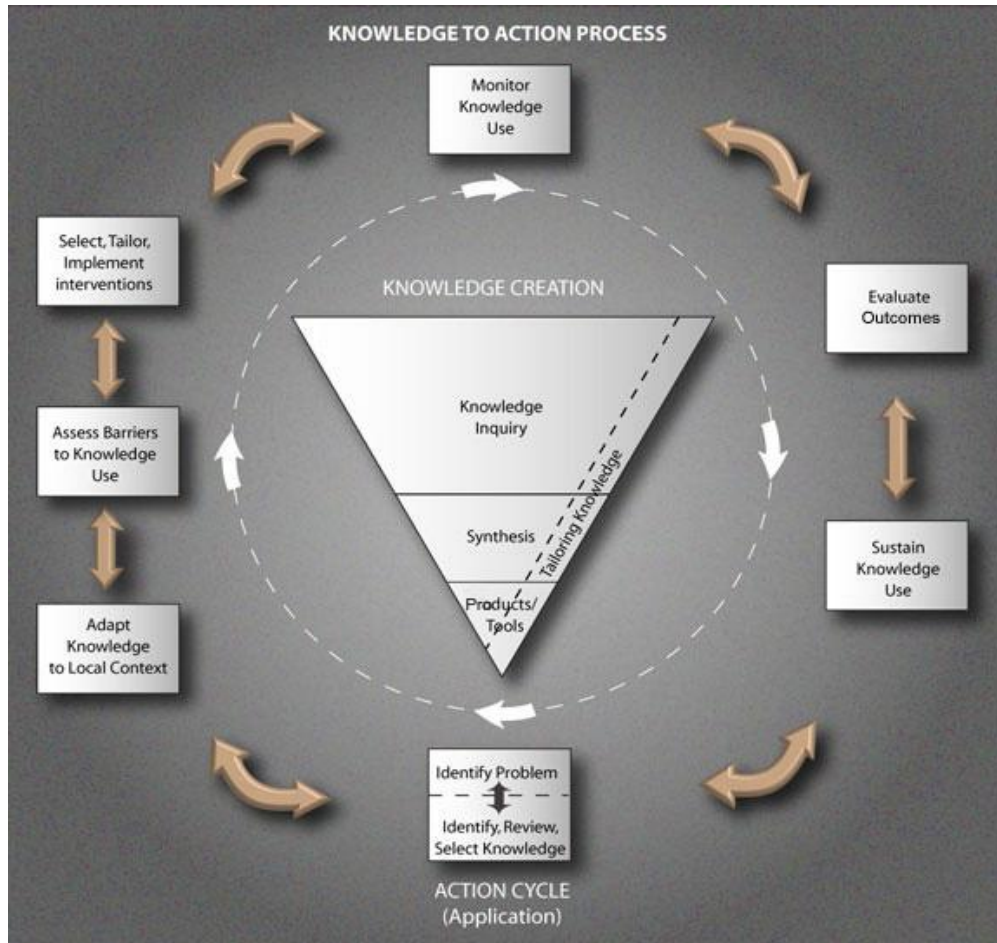 KNOWLEDGE TO ACTION PROCESS
Monitor
Knowledge
Use
Select, Tailor,
Implement
interventions
Evaluate
Outcomes
KNOWLEDGE CREATION
Knowledge
Inquiry
Tailoring Knowledge
Assess Barriers
to Knowledge
Use
Synthesis
Sustain
Knowledge
Use
Products/
Tools
Adapt
Knowledge
to Local Context
Identify Problem
Identify, Review,
Select Knowledge
ACTION CYCLE
(Application)